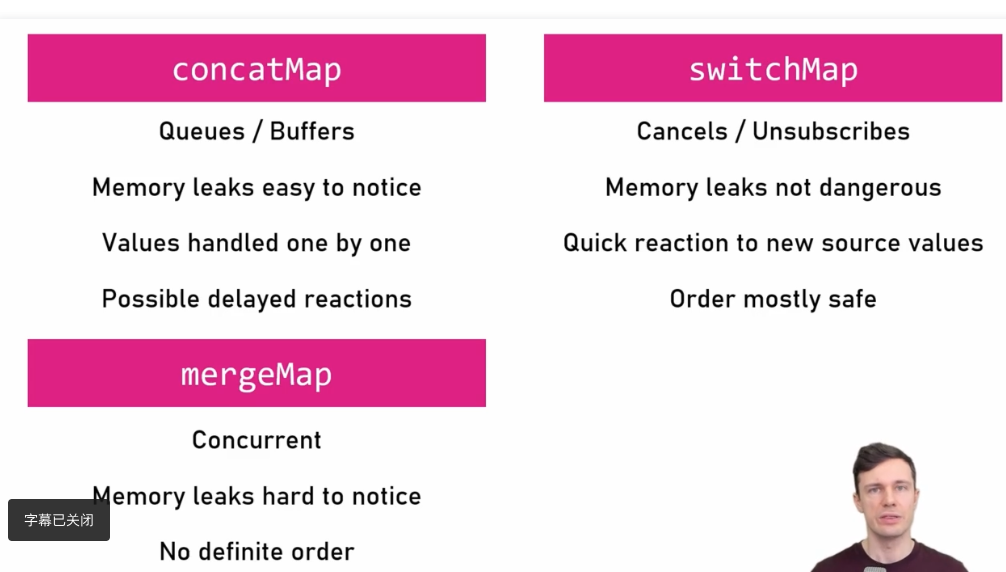 concatMap
Queues / Buffers
Memory leaks easy to notice
Values handled one by one
Possible delayed reactions
switchMap
Cancels / Unsubscribes
Memory leaks not dangerous
Quick reaction to new source values
Order mostly safe
mergeMap
Concurrent
Memory leaks hard to notice
No definite order
字幕已关闭